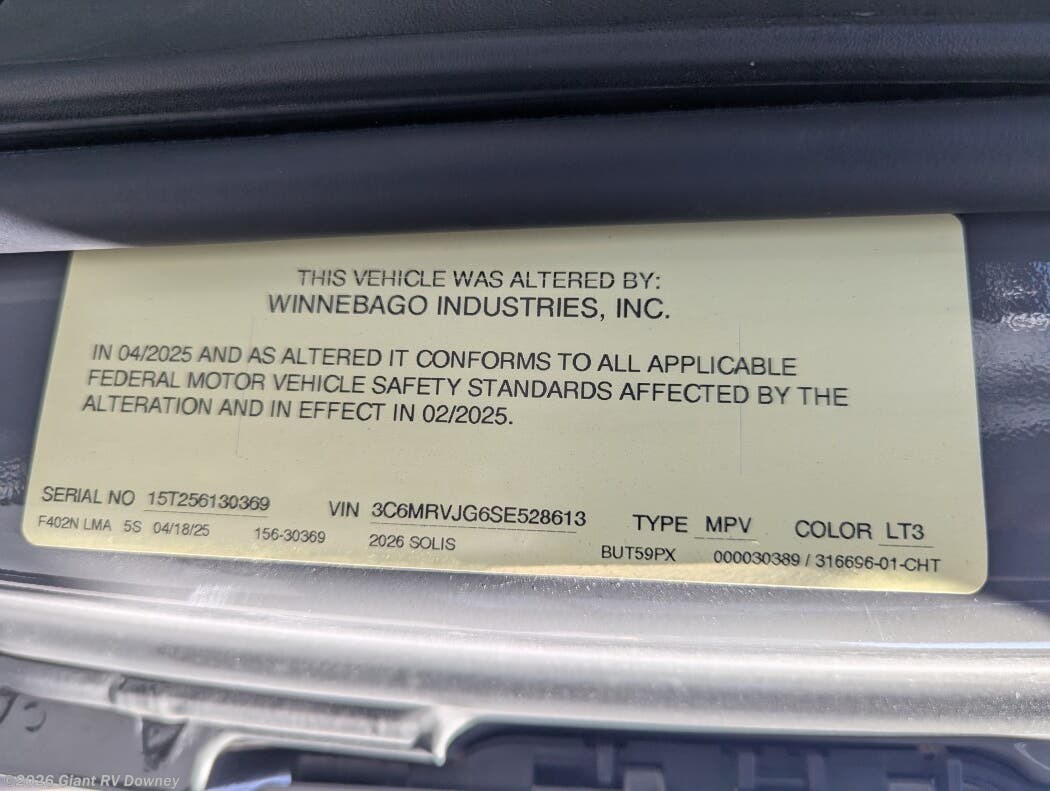 THIS VEHICLE WAS ALTERED BY:
WINNEBAGO INDUSTRIES, INC.
IN 04/2025 AND AS ALTERED IT CONFORMS TO ALL APPLICABLE
FEDERAL MOTOR VEHICLE SAFETY STANDARDS AFFECTED BY THE
ALTERATION AND IN EFFECT IN 02/2025.
SERIAL NO 15T256130369 VIN 3C6MRVJG6SE528613 TYPE MPV COLOR LT3
F402N LMA 5S 04/18/25 156-30369 2026 SOLIS BUT59PX 000030389 / 316696-01-CHT
©2026 Giant RV Downey